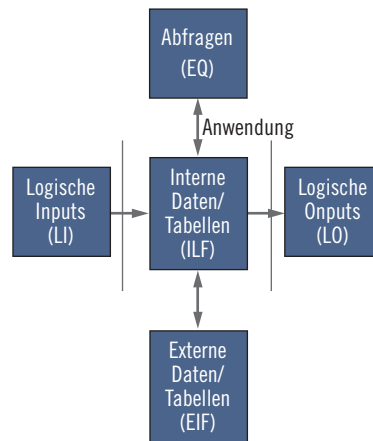 Abfragen
(EQ)
Anwendung
Logische
Inputs
(LI)
Interne
Daten/
Tabellen
(ILF)
Logische
Onputs
(LO)
Externe
Daten/
Tabellen
(EIF)